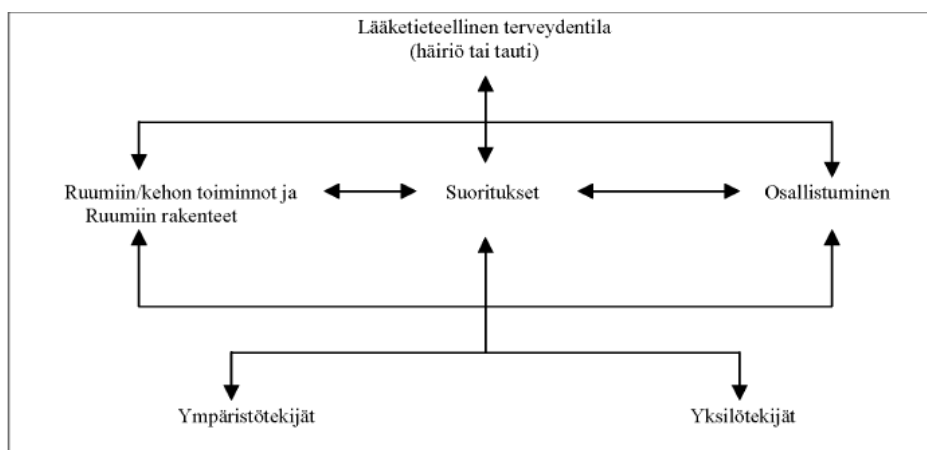 Lääketieteellinen terveydentila
(häiriö tai tauti)
Ruumiin/kehon toiminnot ja
Ruumiin rakenteet
Suoritukset
Osallistuminen
Ympäristötekijät
Yksilötekijät